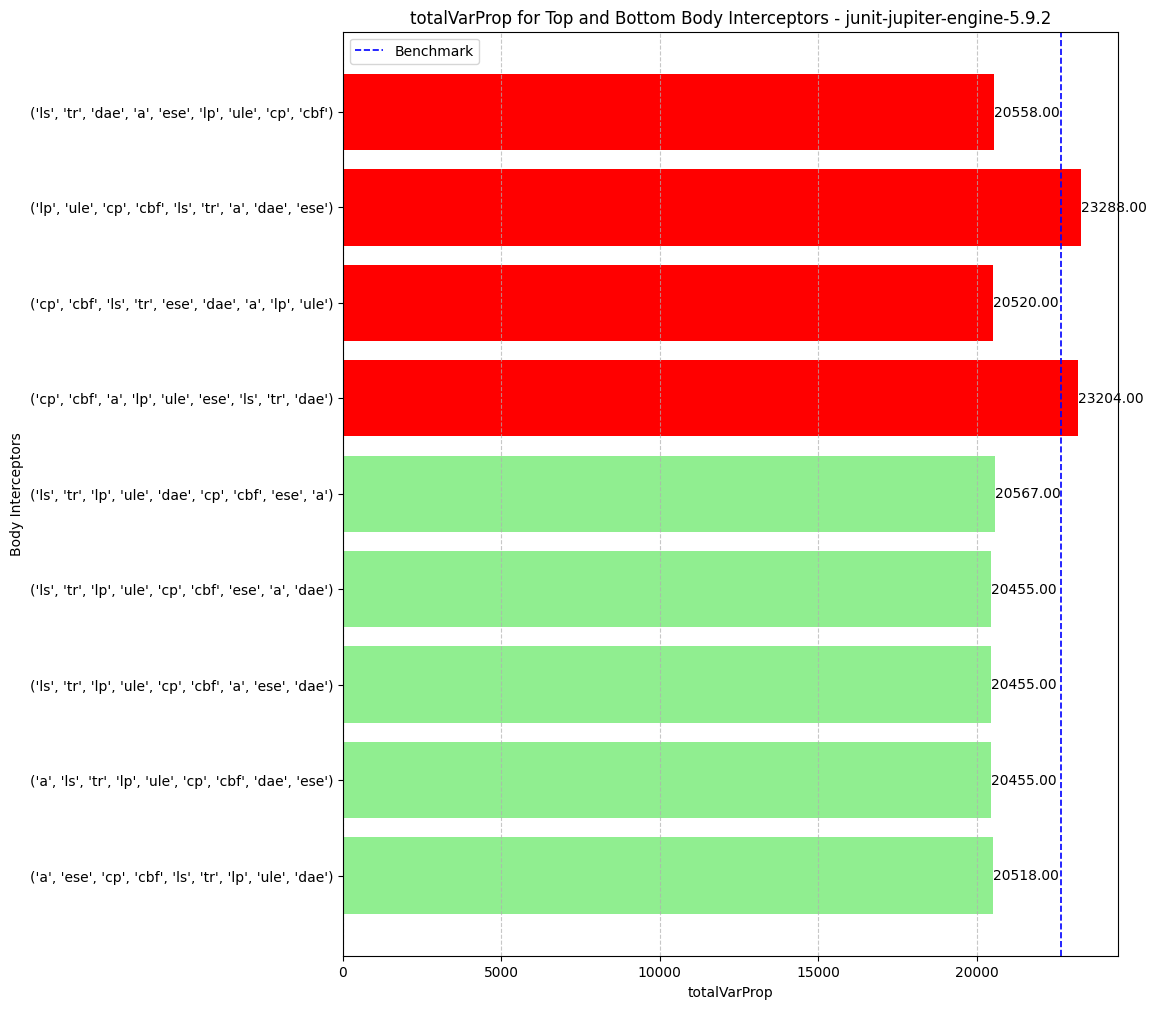 totalVarProp for Top and Bottom Body Interceptors - junit-jupiter-engine-5.9.2
Benchmark
('ls', 'tr', 'dae', 'a', 'ese', 'lp', 'ule', 'cp', 'cbf') 20558.00
('lp', 'ule', 'cp', 'cbf', 'ls', 'tr', 'a', 'dae', 'ese') 23288.00
('cp', 'cbf', 'ls', 'tr', 'ese', 'dae', 'a', 'lp', 'ule') 20520.00
('cp', 'cbf', 'a', 'lp', 'ule', 'ese', 'ls', 'tr', 'dae') 23204.00
('ls', 'tr', 'lp', 'ule', 'dae', 'cp', 'cbf', 'ese', 'a') 20567.00
('ls', 'tr', 'lp', 'ule', 'cp', 'cbf', 'ese', 'a', 'dae') 20455.00
('ls', 'tr', 'lp', 'ule', 'cp', 'cbf', 'a', 'ese', 'dae') 20455.00
('a', 'ls', 'tr', 'lp', 'ule', 'cp', 'cbf', 'dae', 'ese') 20455.00
('a', 'ese', 'cp', 'cbf', 'ls', 'tr', 'lp', 'ule', 'dae') 20518.00
Body Interceptors
0 5000 10000 15000 20000
totalVarProp